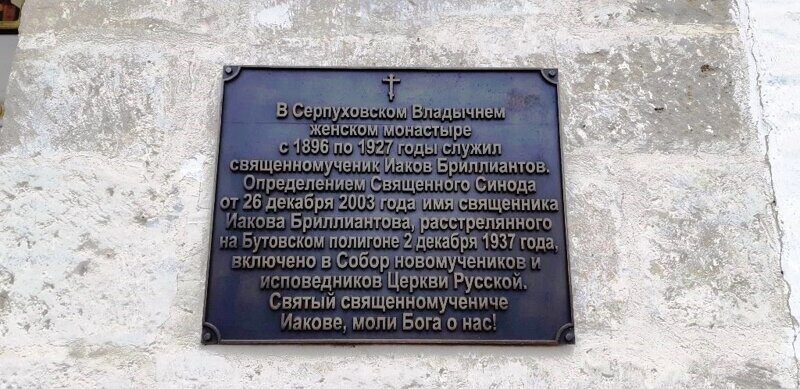 В Серпуховском Владычнем
женском монастыре
с 1896 по 1927 годы служил
священномученик Иаков Бриллиантов.
Определением Священного Синода
от 26 декабря 2003 года имя священника
Иакова Бриллиантова, расстрелянного
на Бутовском полигоне 2 декабря 1937 года,
включено в Собор новомучеников и
исповедников Церкви Русской.
Святый священномучениче
Иакове, моли Бога о нас!